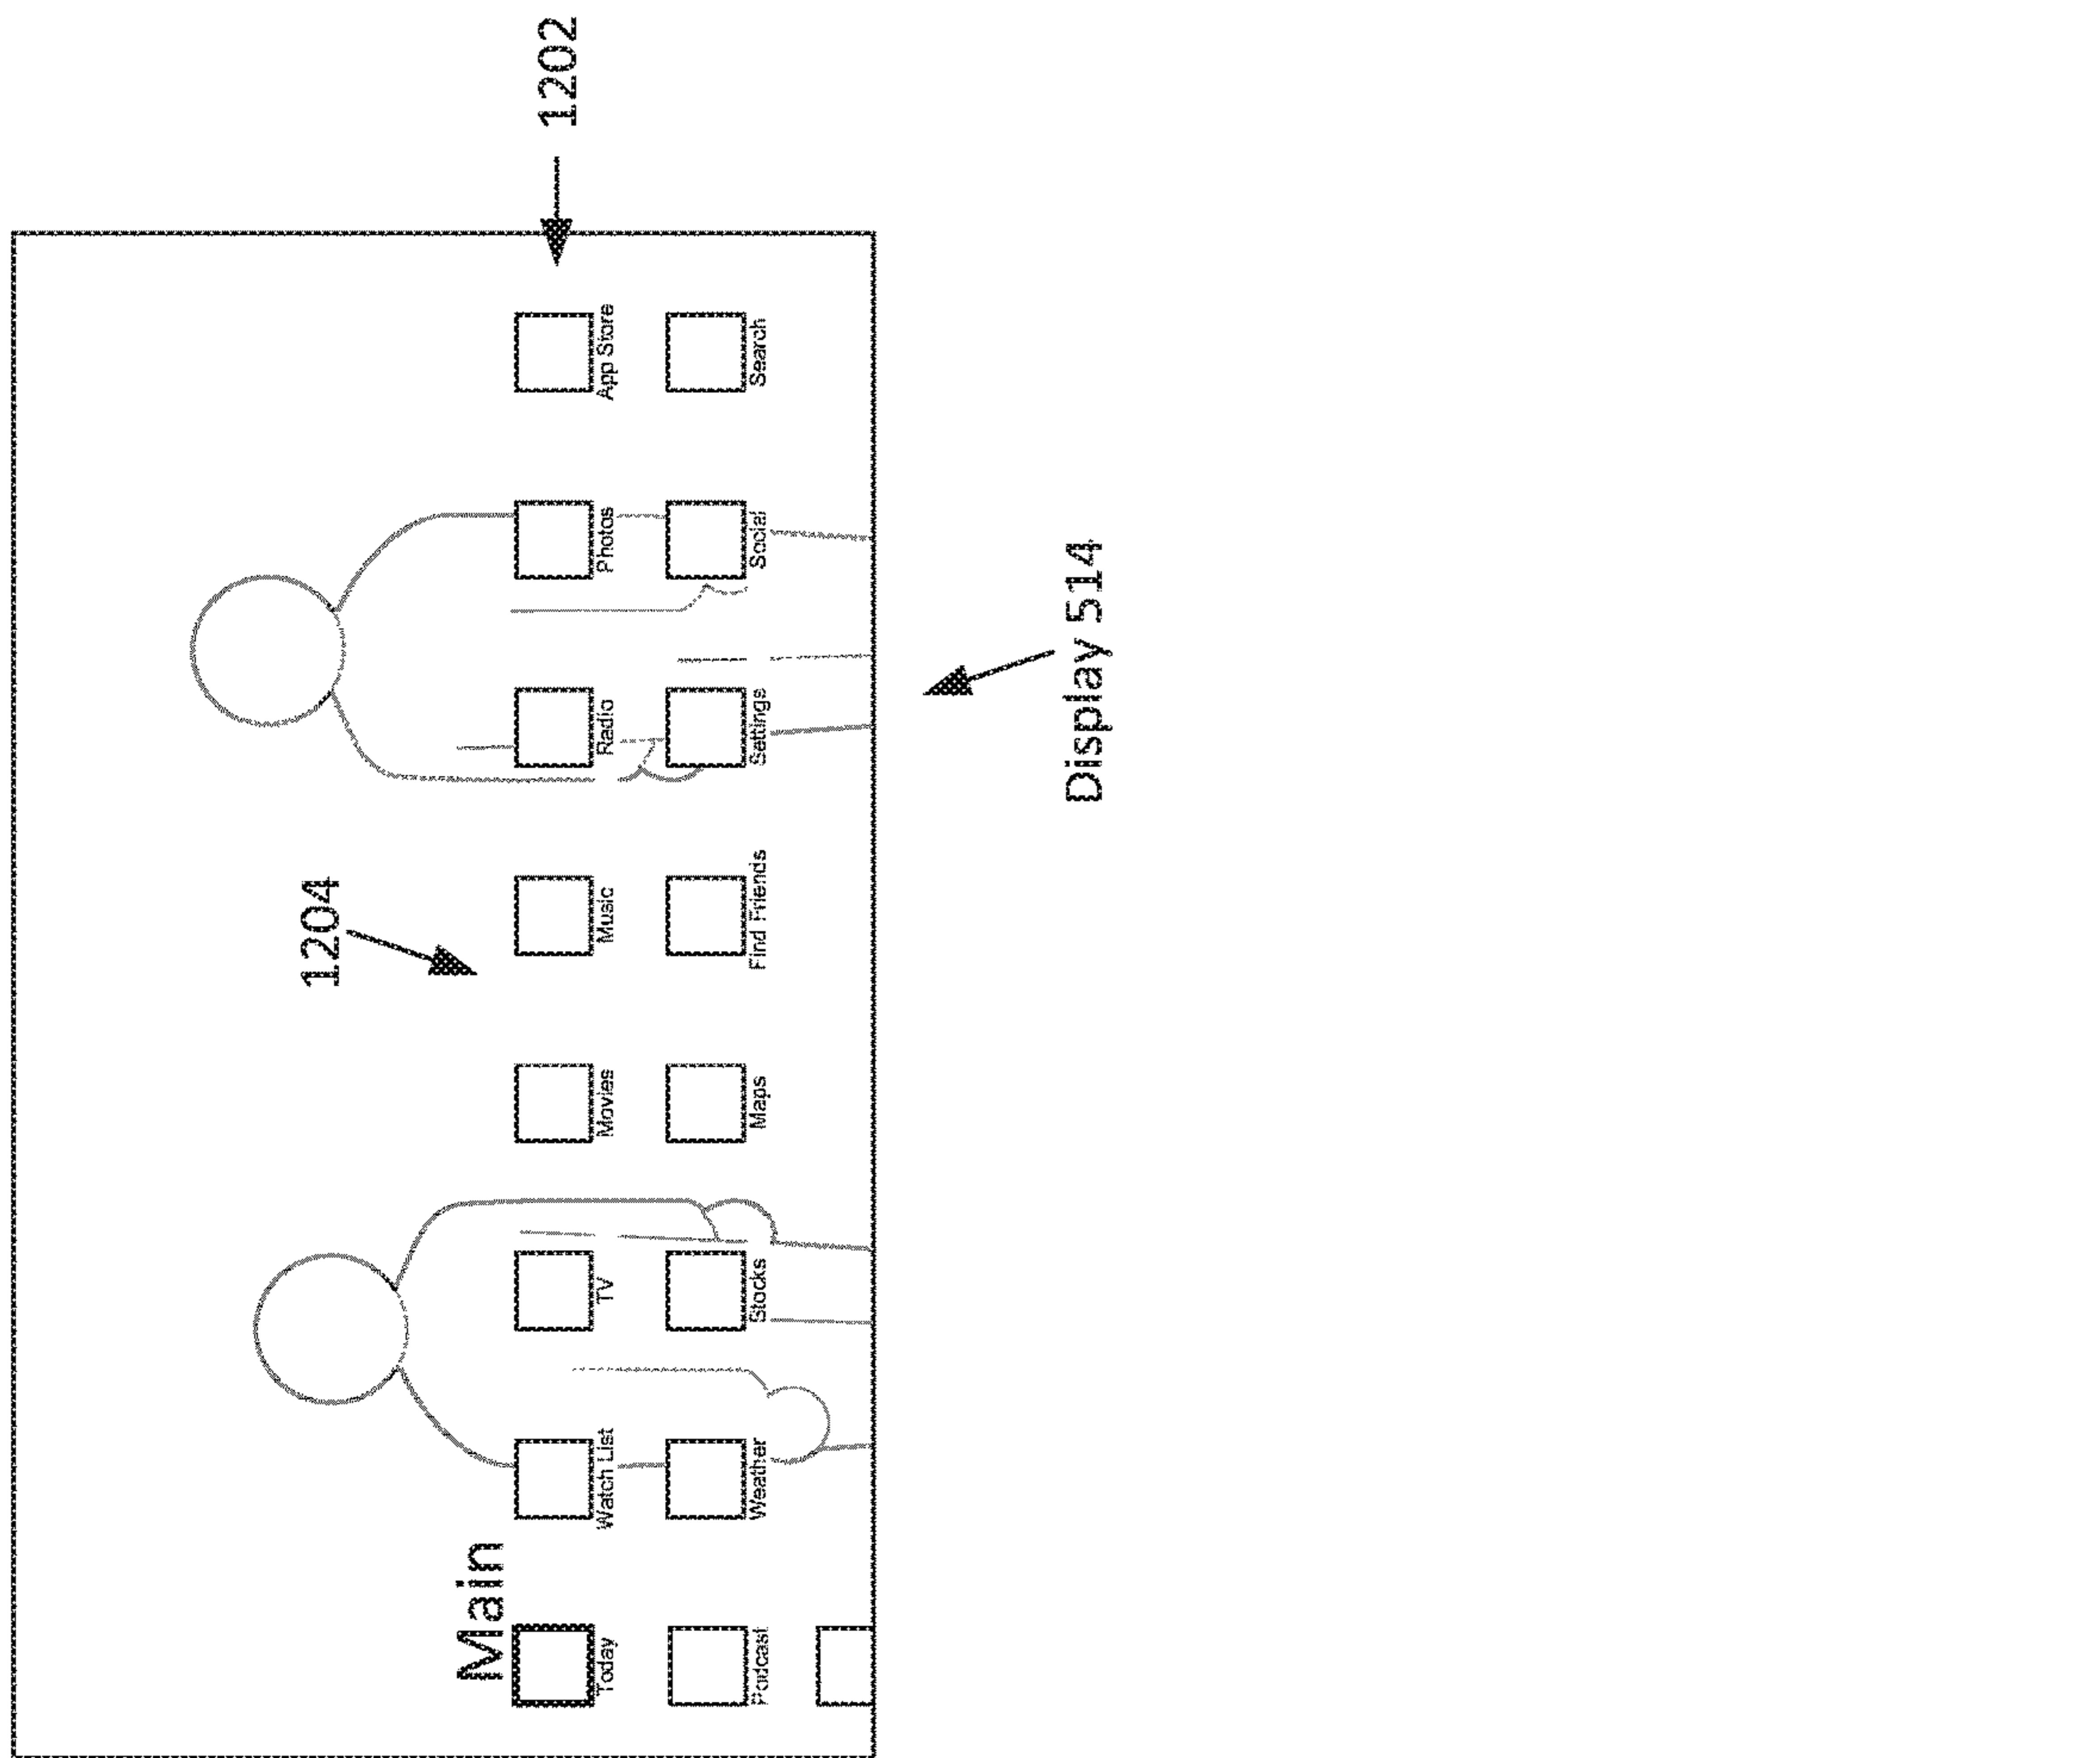 1204
1202
Main
Today Watch List TV Movies Music Radio Photos App Store
Podcast Weather Stocks Maps Find Friends Settings Social Search
Display 514